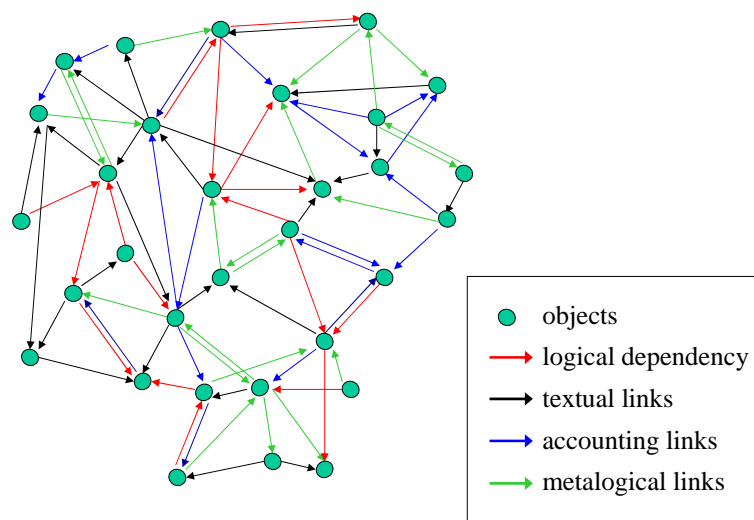 objects
logical dependency
textual links
accounting links
metalogical links